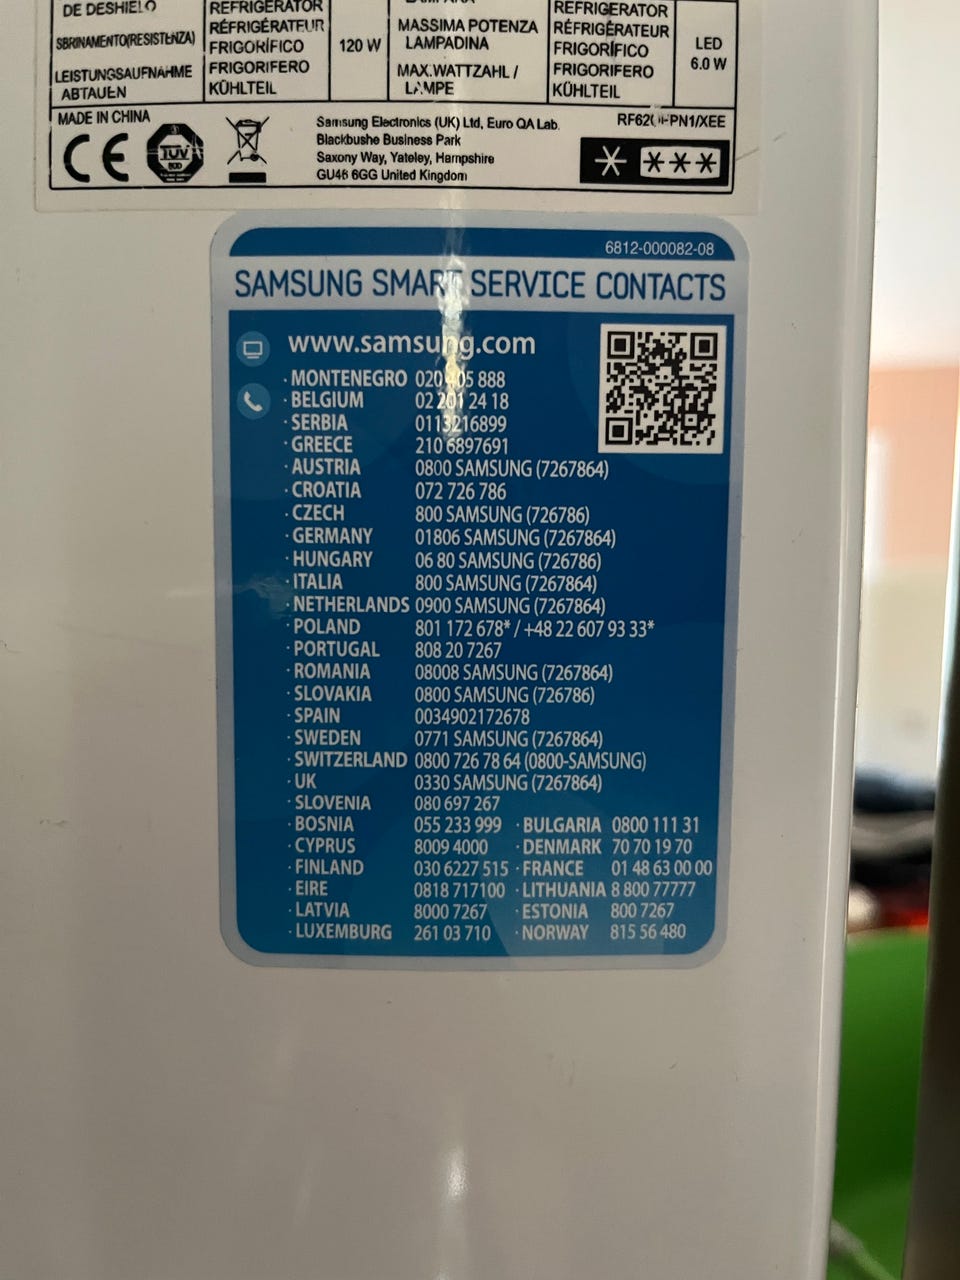 DE DESHIELO
REFRIGERATOR
RÉFRIGÉRATEUR
FRIGORÍFICO
FRIGORIFERO
KÜHLTEIL
SBRINAMENTO(RESISTENZA)
LEISTUNGSAUFNAHME
ABTAUEN
120 W
MASSIMA POTENZA
LAMPADINA
MAX.WATTZAHL /
LAMPE
REFRIGERATOR
RÉFRIGÉRATEUR
FRIGORÍFICO
FRIGORIFERO
KÜHLTEIL
LED
6.0 W
MADE IN CHINA
CE
TÜV
SÜD
Samsung Electronics (UK) Ltd, Euro QA Lab.
Blackbushe Business Park
Saxony Way, Yateley, Hampshire
GU46 6GG United Kingdom
6812-000082-08
SAMSUNG SMART SERVICE CONTACTS
www.samsung.com
· MONTENEGRO 020 405 888
· BELGIUM 02 201 24 18
· SERBIA 0113216899
· GREECE 210 6897691
· AUSTRIA 0800 SAMSUNG (7267864)
· CROATIA 072 726 786
· CZECH 800 SAMSUNG (726786)
· GERMANY 01806 SAMSUNG (7267864)
· HUNGARY 06 80 SAMSUNG (726786)
· ITALIA 800 SAMSUNG (7267864)
· NETHERLANDS 0900 SAMSUNG (7267864)
· POLAND 801 172 678* / +48 22 607 93 33*
· PORTUGAL 808 20 7267
· ROMANIA 08008 SAMSUNG (7267864)
· SLOVAKIA 0800 SAMSUNG (726786)
· SPAIN 0034902172678
· SWEDEN 0771 SAMSUNG (7267864)
· SWITZERLAND 0800 726 78 64 (0800-SAMSUNG)
· UK 0330 SAMSUNG (7267864)
· SLOVENIA 080 697 267
· BOSNIA 055 233 999 · BULGARIA 0800 111 31
· CYPRUS 8009 4000 · DENMARK 70 70 19 70
· FINLAND 030 6227 515 · FRANCE 01 48 63 00 00
· EIRE 0818 717100 · LITHUANIA 8 800 77777
· LATVIA 8000 7267 · ESTONIA 800 7267
· LUXEMBURG 261 03 710 · NORWAY 815 56 480